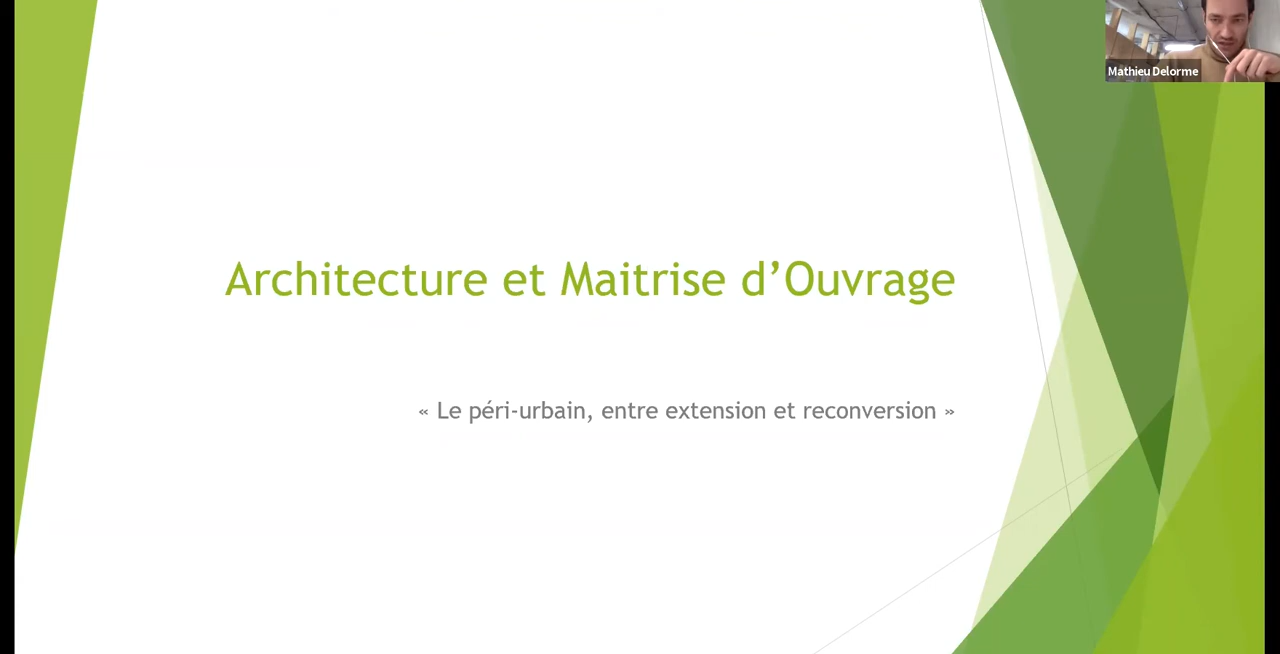 Mathieu Delorme
Architecture et Maitrise d’Ouvrage
« Le péri-urbain, entre extension et reconversion »